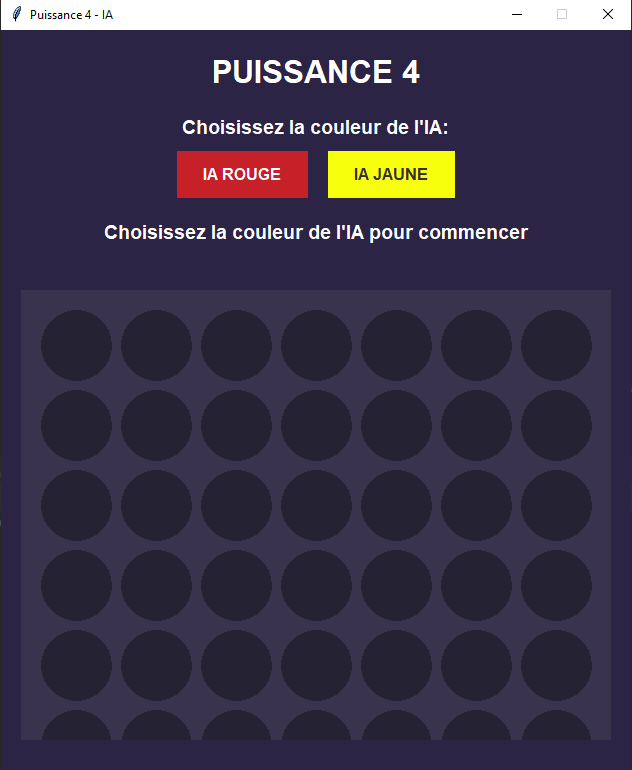 Puissance 4 - IA
PUISSANCE 4
Choisissez la couleur de l'IA:
IA ROUGE
IA JAUNE
Choisissez la couleur de l'IA pour commencer